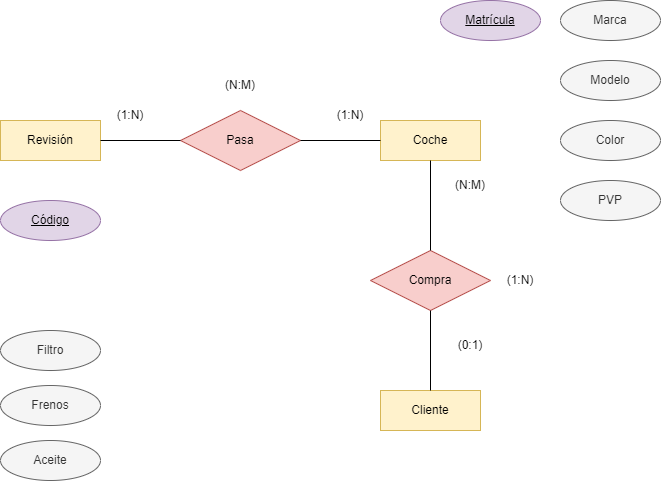 Matrícula
Marca
Modelo
(N:M)
(1:N)
(1:N)
Revisión
Pasa
Coche
Color
(N:M)
PVP
Código
Compra
(1:N)
(0:1)
Filtro
Frenos
Cliente
Aceite